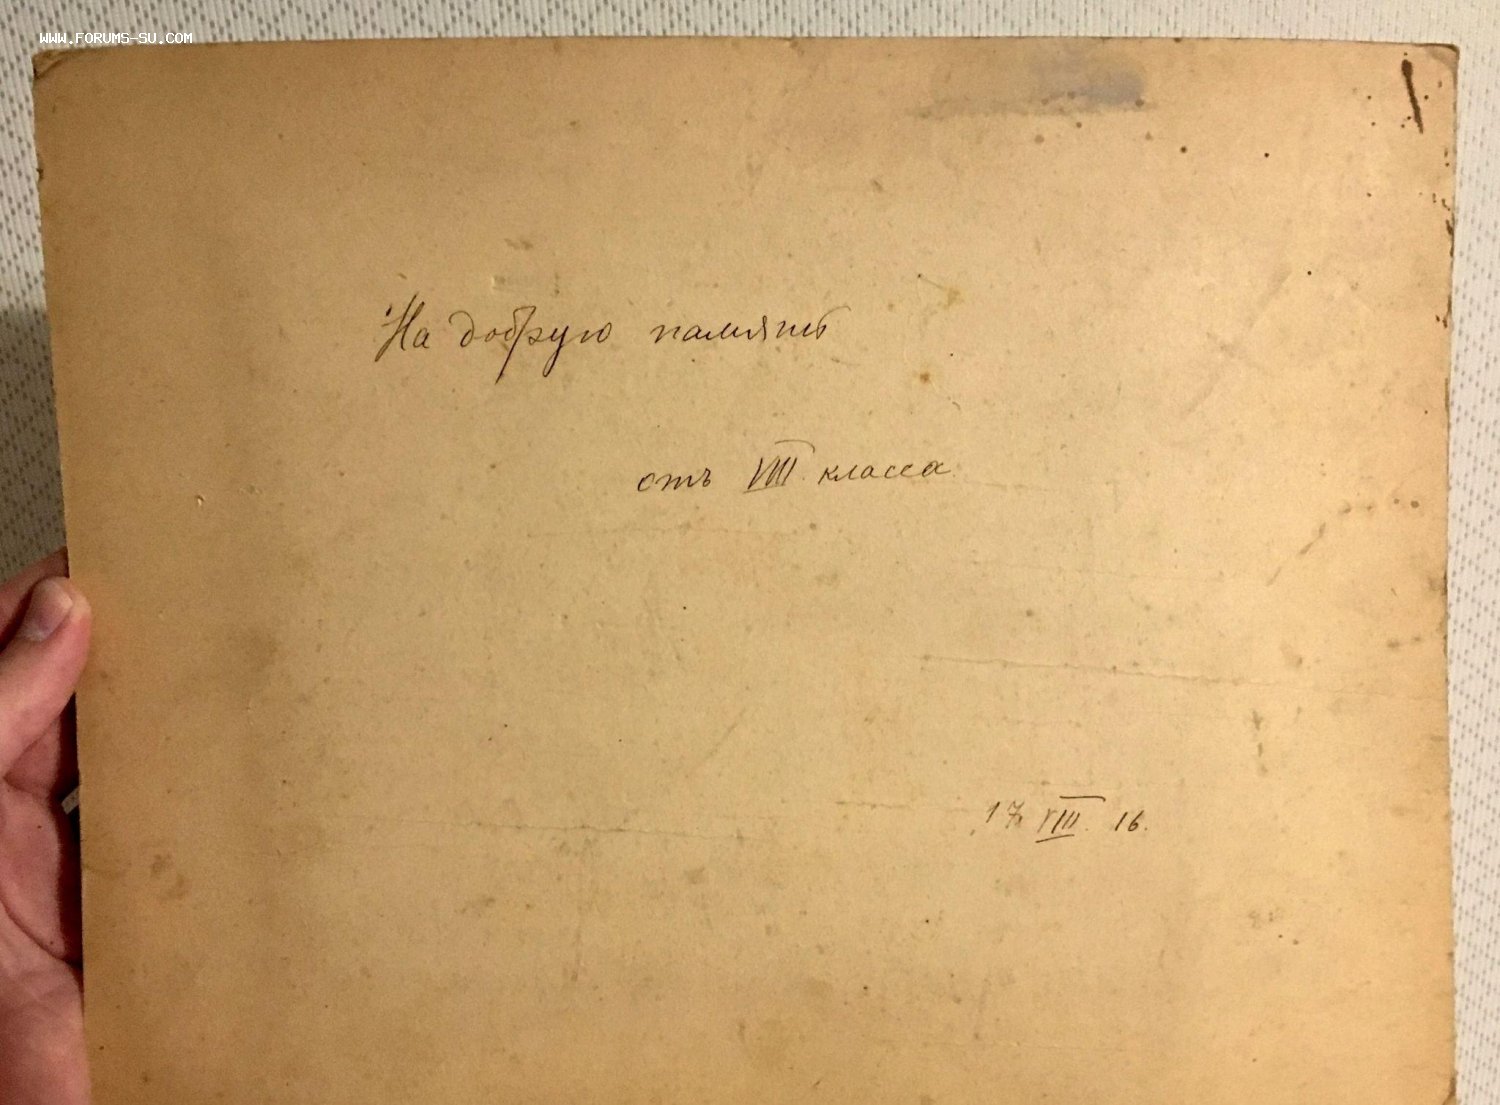 WWW.FORUMS-SU.COM
На добрую память
отъ VIII класса
17 VIII. 16.